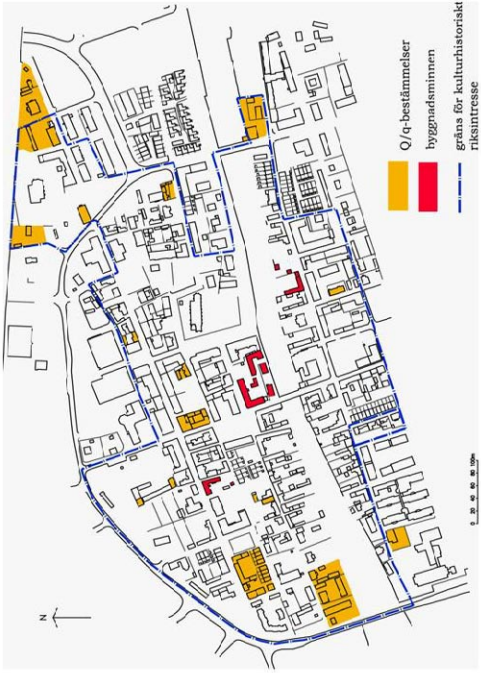 N
Q/q-bestämmelser
byggnadsminnen
gräns för kulturhistoriskt
riksintresse
0 20 40 60 80 100m